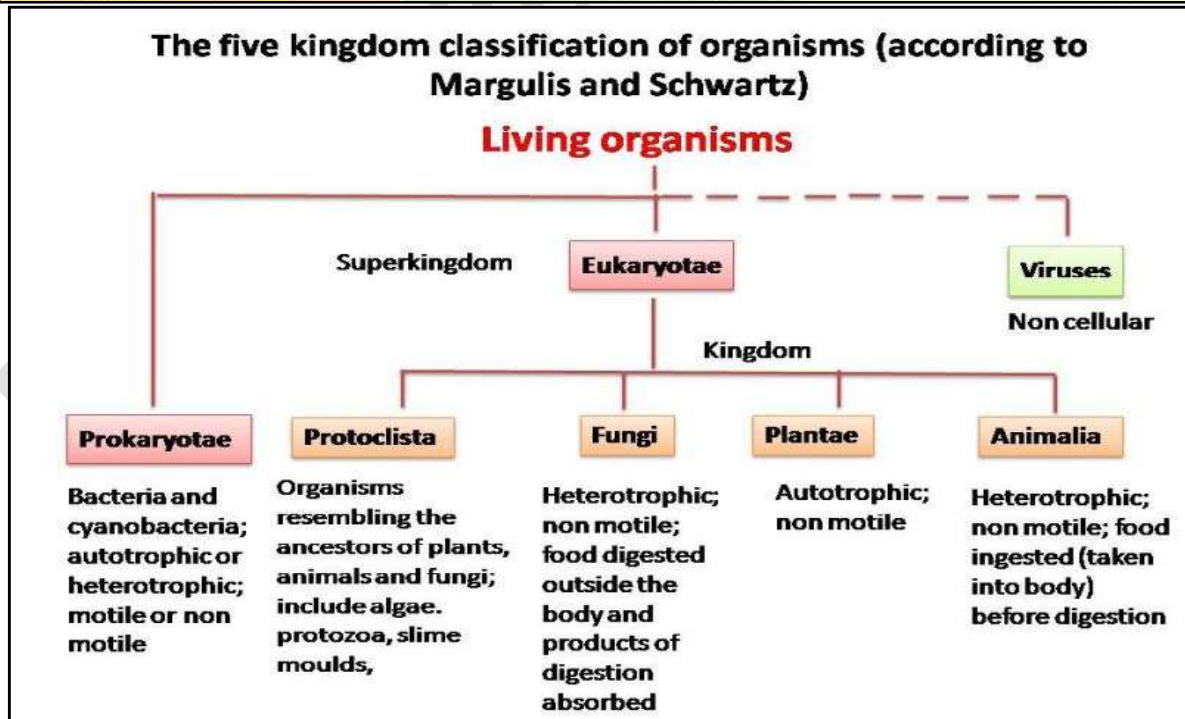 The five kingdom classification of organisms (according to
Margulis and Schwartz)
Living organisms
Superkingdom
Eukaryotae
Viruses
Non cellular
Kingdom
Prokaryotae
Bacteria and
cyanobacteria;
autotrophic or
heterotrophic;
motile or non
motile
Protoclista
Organisms
resembling the
ancestors of plants,
animals and fungi;
include algae.
protozoa, slime
moulds,
Fungi
Heterotrophic;
non motile;
food digested
outside the
body and
products of
digestion
absorbed
Plantae
Autotrophic;
non motile
Animalia
Heterotrophic;
non motile; food
ingested (taken
into body)
before digestion